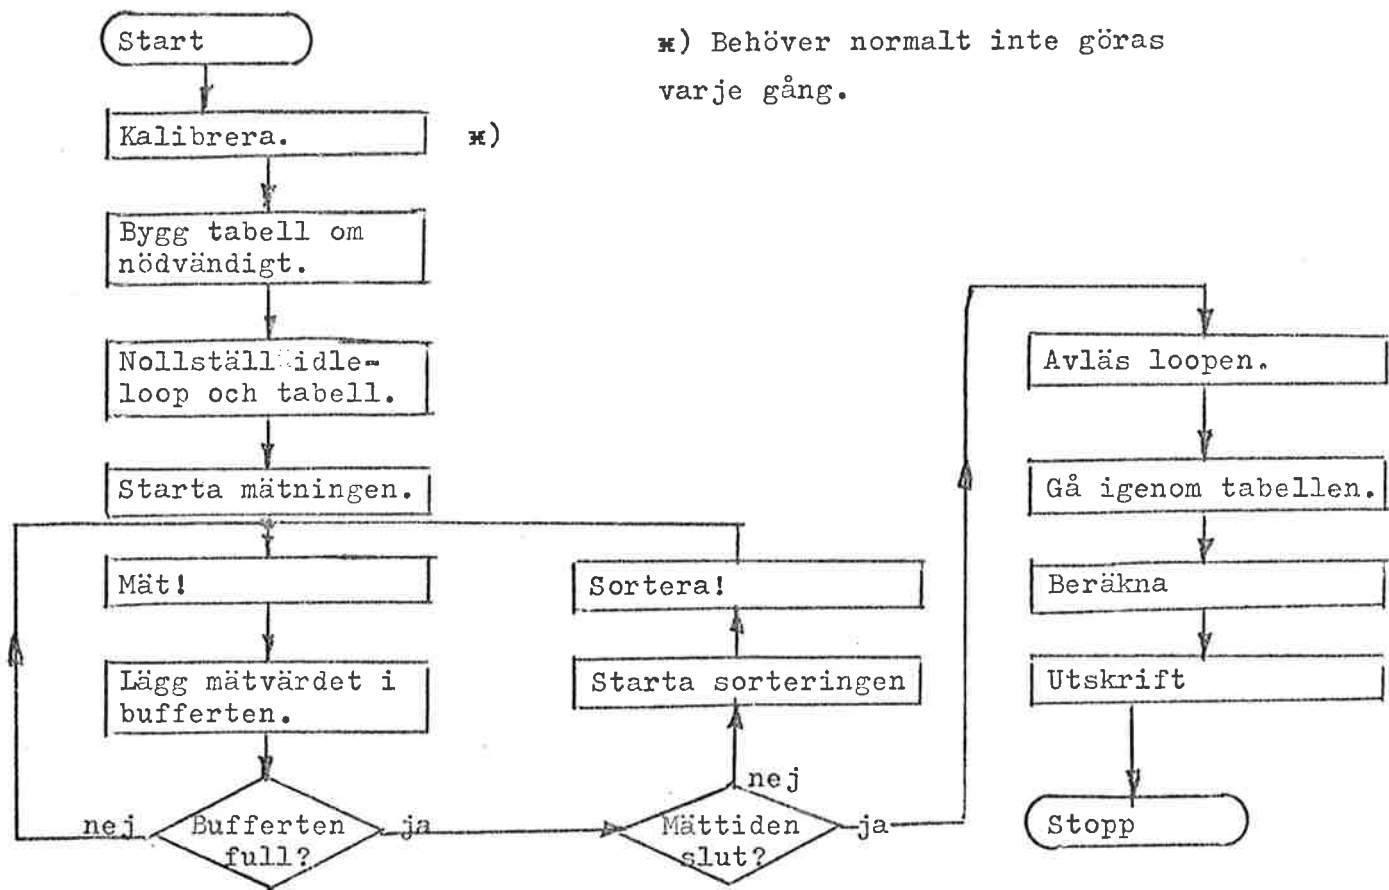 Start
ж) Behöver normalt inte göras
varje gång.
Kalibrera.
ж)
Bygg tabell om
nödvändigt.
Nollställ idle-
loop och tabell.
Starta mätningen.
Mät!
Lägg mätvärdet i
bufferten.
nej
Bufferten
full?
ja
Sortera!
Starta sorteringen
nej
Mättiden
slut?
ja
Avläs loopen.
Gå igenom tabellen.
Beräkna
Utskrift
Stopp